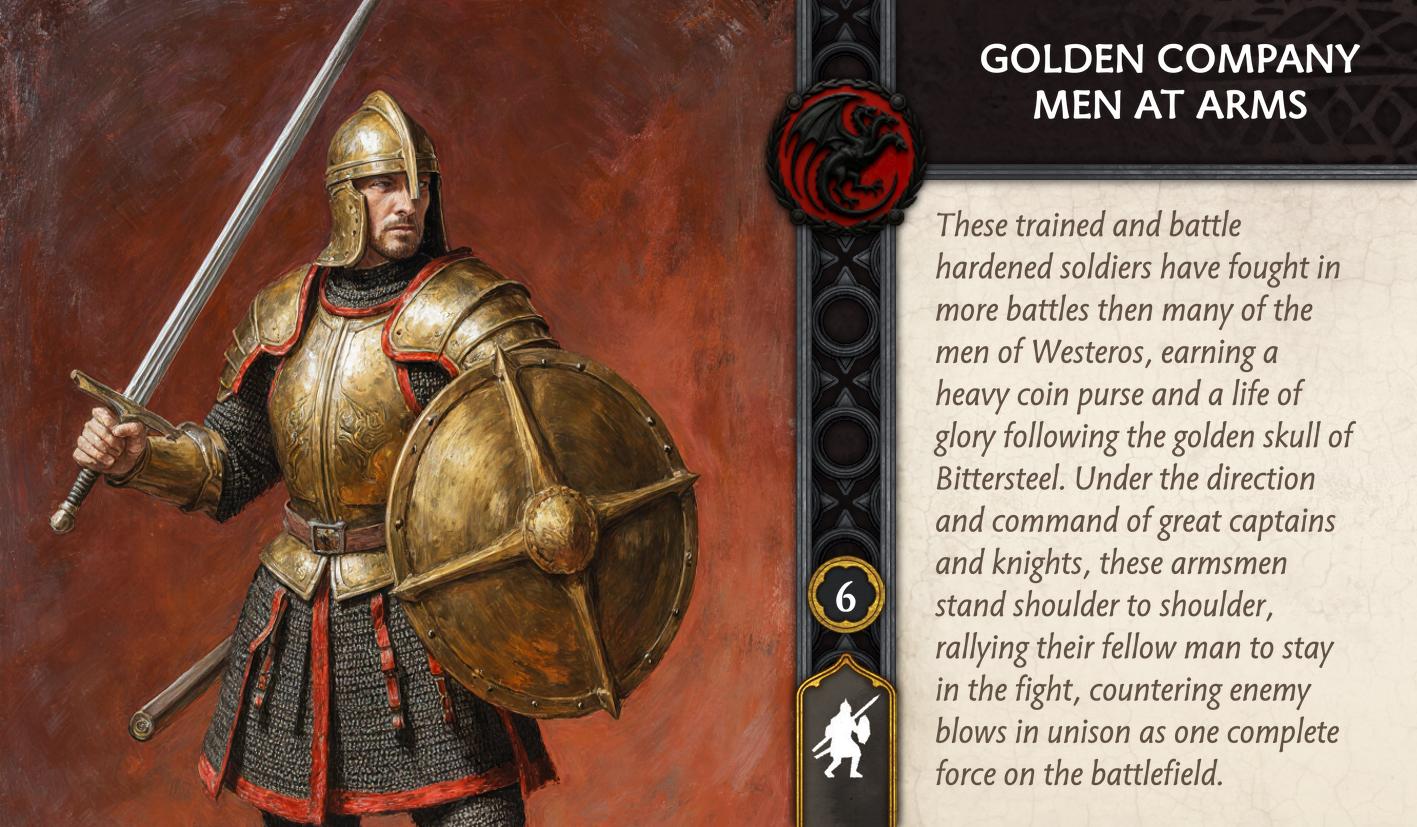 GOLDEN COMPANY
MEN AT ARMS
These trained and battle
hardened soldiers have fought in
more battles then many of the
men of Westeros, earning a
heavy coin purse and a life of
glory following the golden skull of
Bittersteel. Under the direction
and command of great captains
and knights, these armsmen
stand shoulder to shoulder,
rallying their fellow man to stay
in the fight, countering enemy
blows in unison as one complete
force on the battlefield.
6